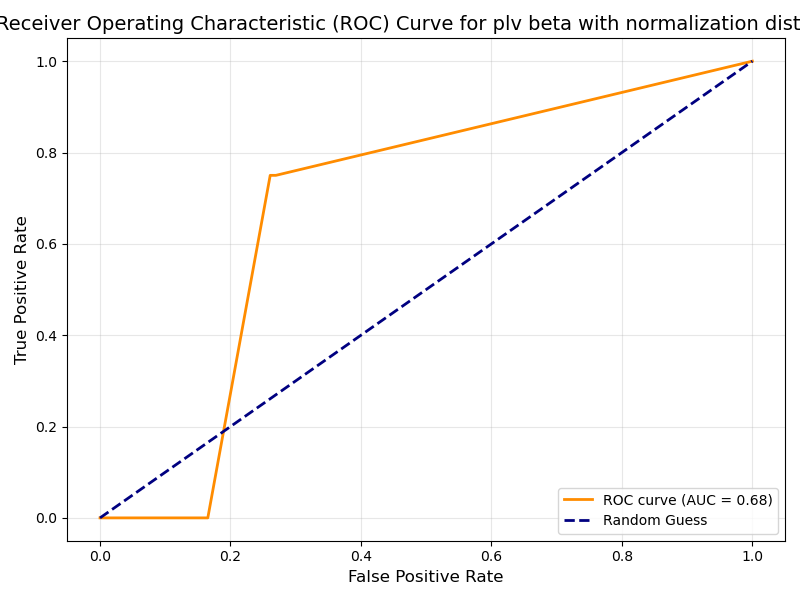 Receiver Operating Characteristic (ROC) Curve for plv beta with normalization dist
1.0
0.8
0.6
0.4
0.2
0.0
True Positive Rate
0.0 0.2 0.4 0.6 0.8 1.0
False Positive Rate
ROC curve (AUC = 0.68)
Random Guess